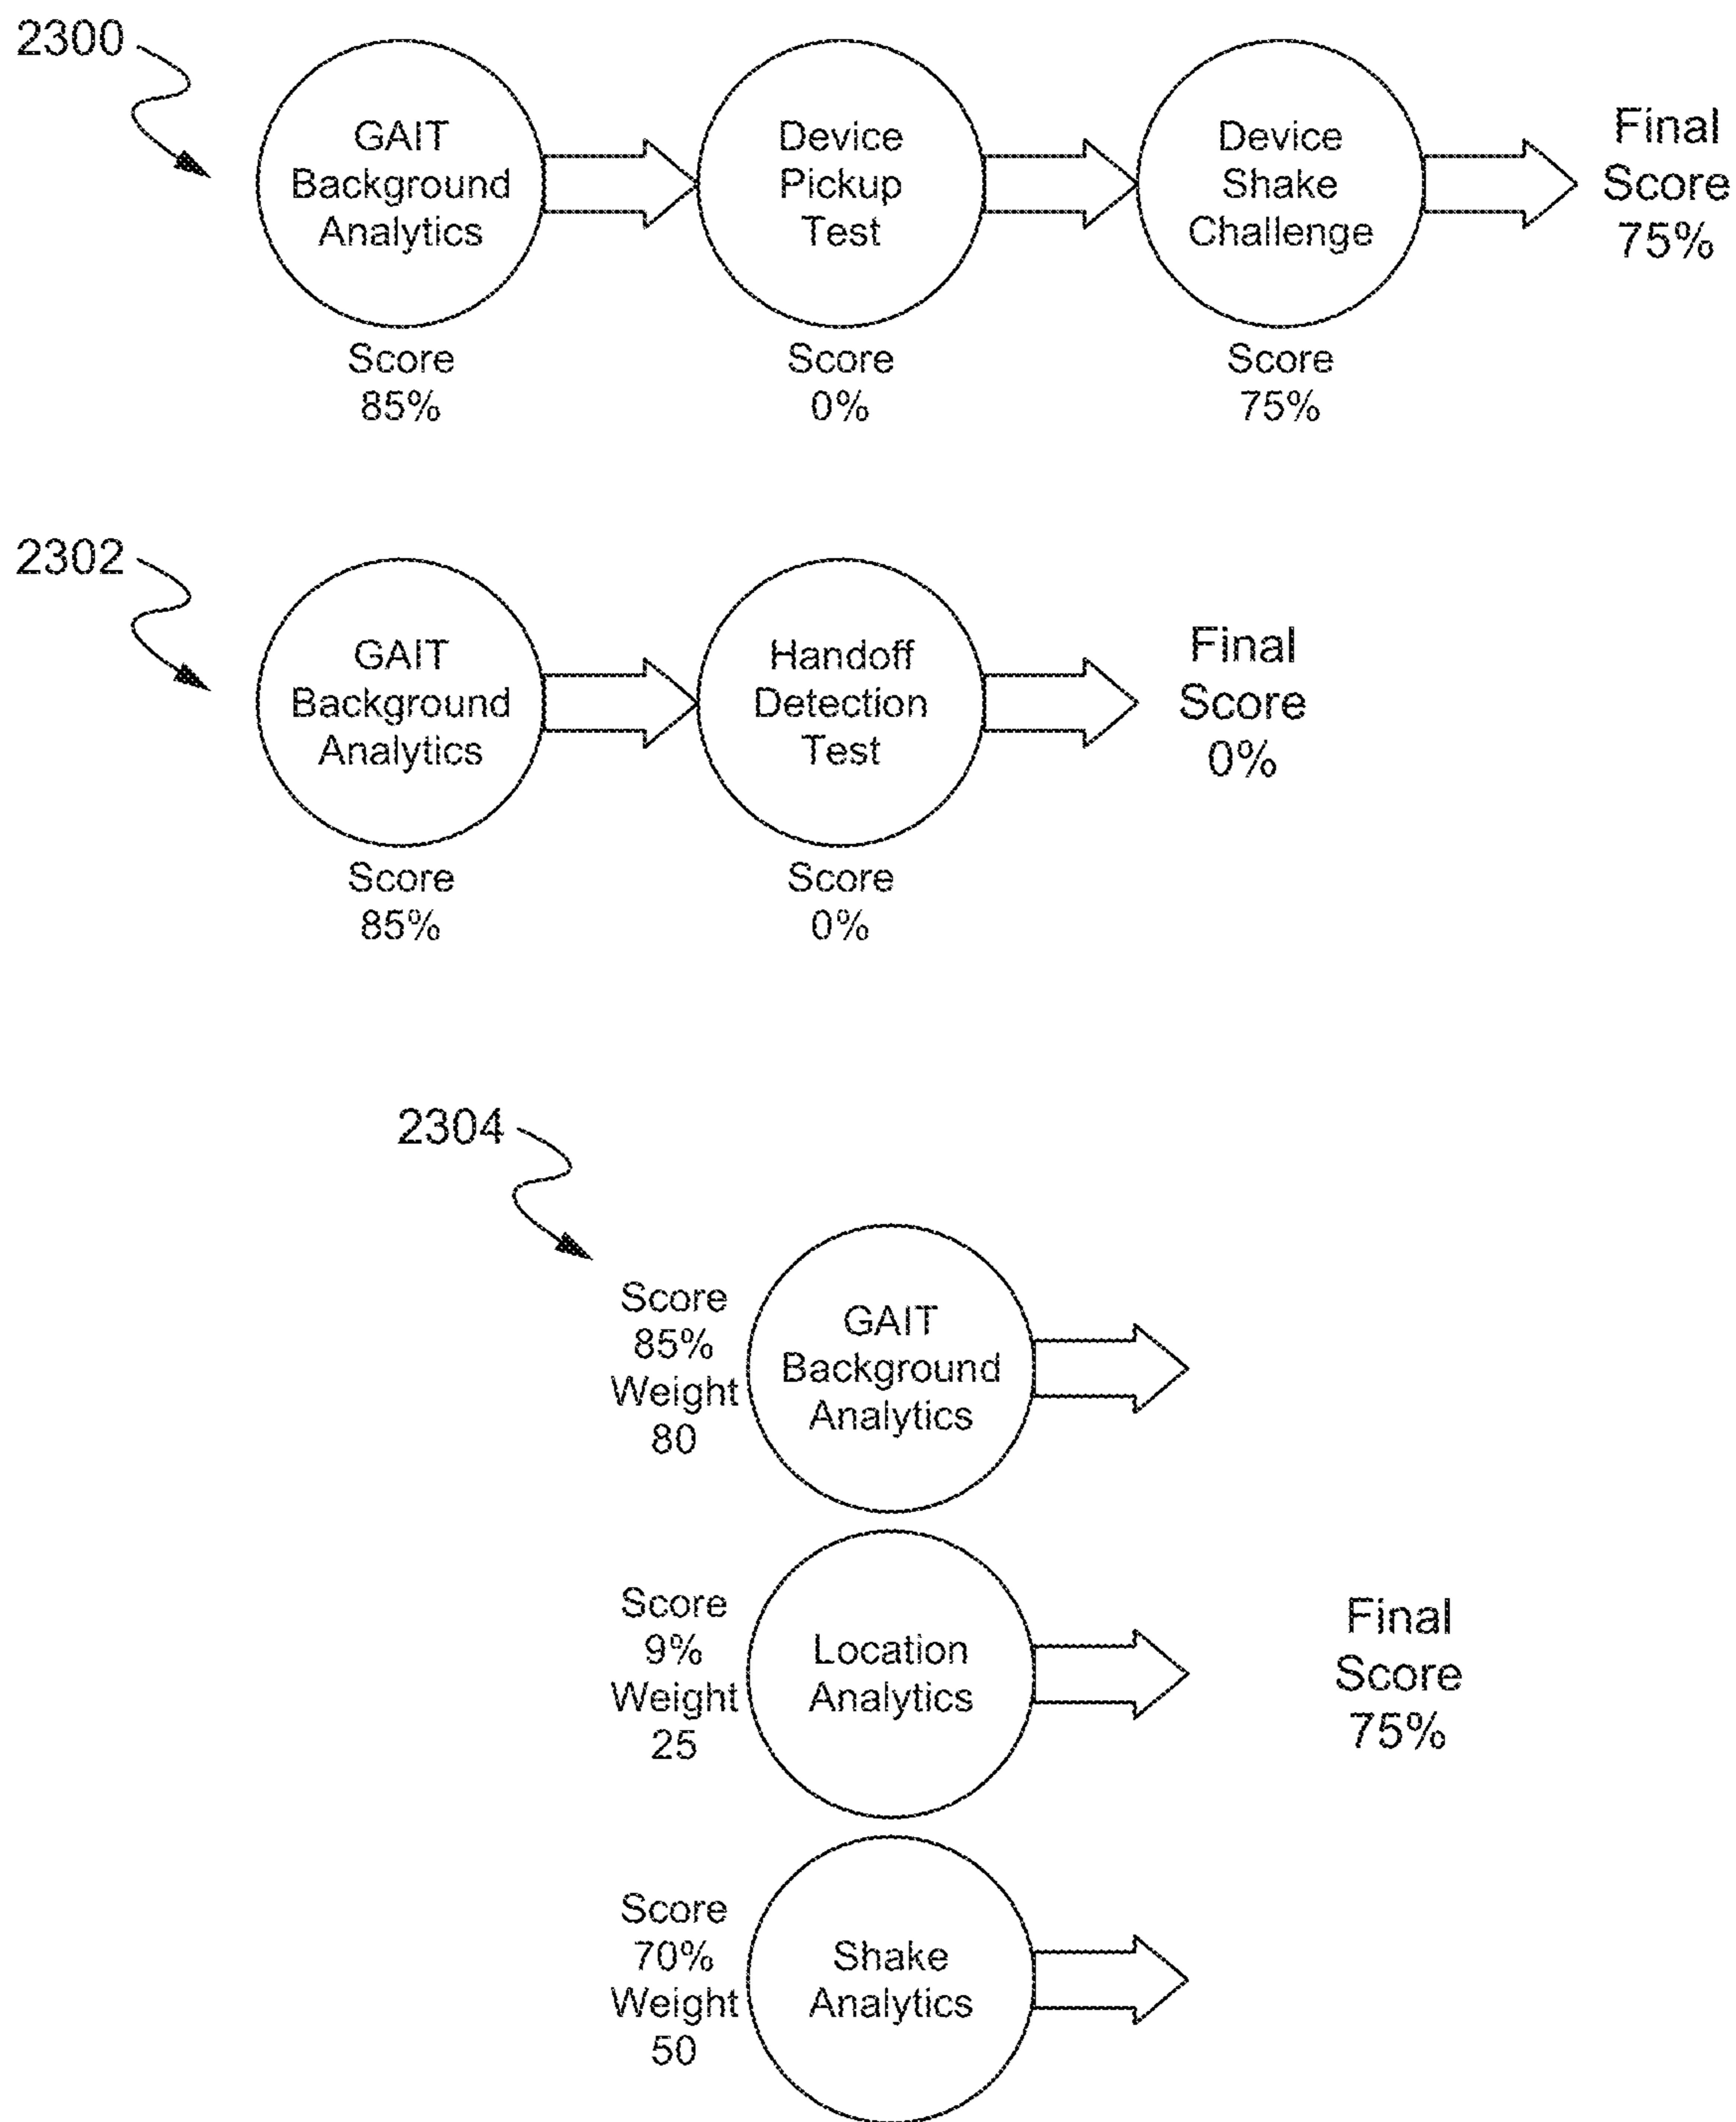 2300
GAIT
Background
Analytics
Score
85%
Device
Pickup
Test
Score
0%
Device
Shake
Challenge
Score
75%
Final
Score
75%
2302
GAIT
Background
Analytics
Score
85%
Handoff
Detection
Test
Score
0%
Final
Score
0%
2304
Score
85%
Weight
80
GAIT
Background
Analytics
Score
9%
Weight
25
Location
Analytics
Score
70%
Weight
50
Shake
Analytics
Final
Score
75%